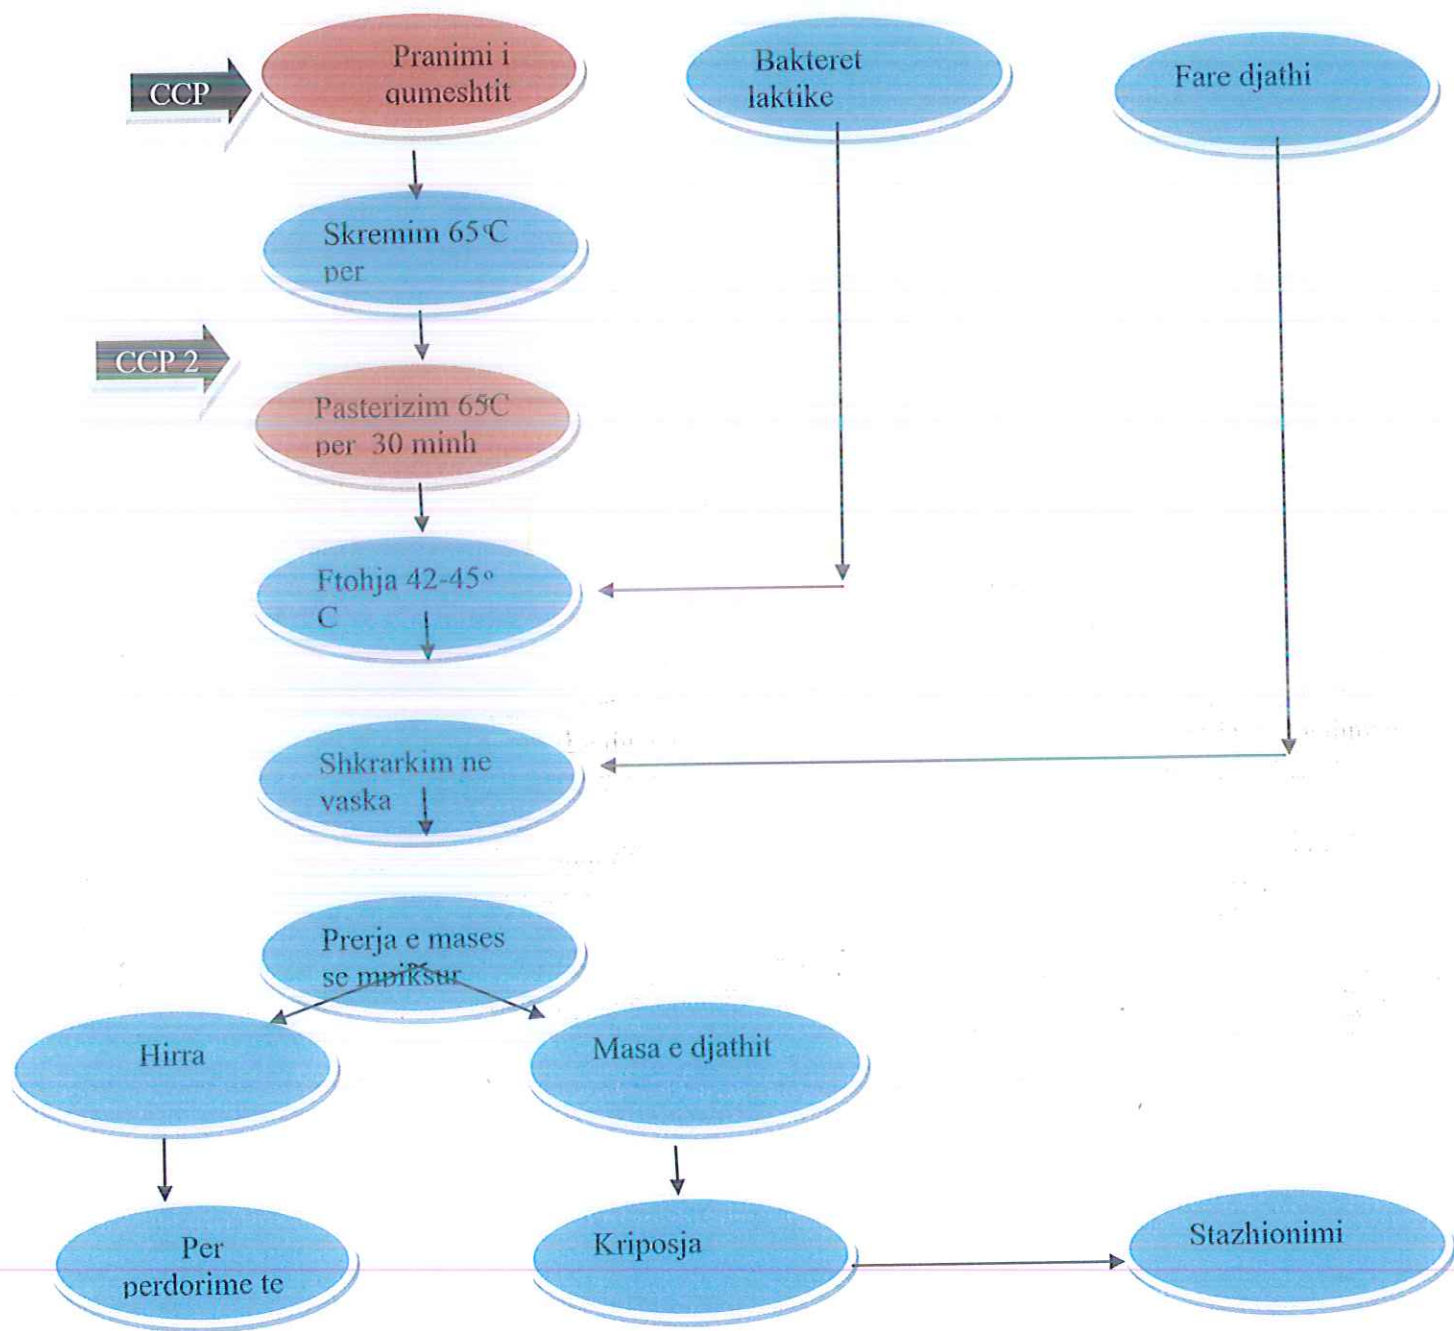 Pranimi i
qumeshtit
CCP
Bakteret
laktike
Fare djathi
Skremim 65°C
per
CCP 2
Pasterizim 65°C
per 30 minh
Ftohja 42-45°
C
Shkrarkim ne
vaska
Prerja e mases
se mpiksur
Hirra
Masa e djathit
Per
perdorime te
Kriposja
Stazhionimi